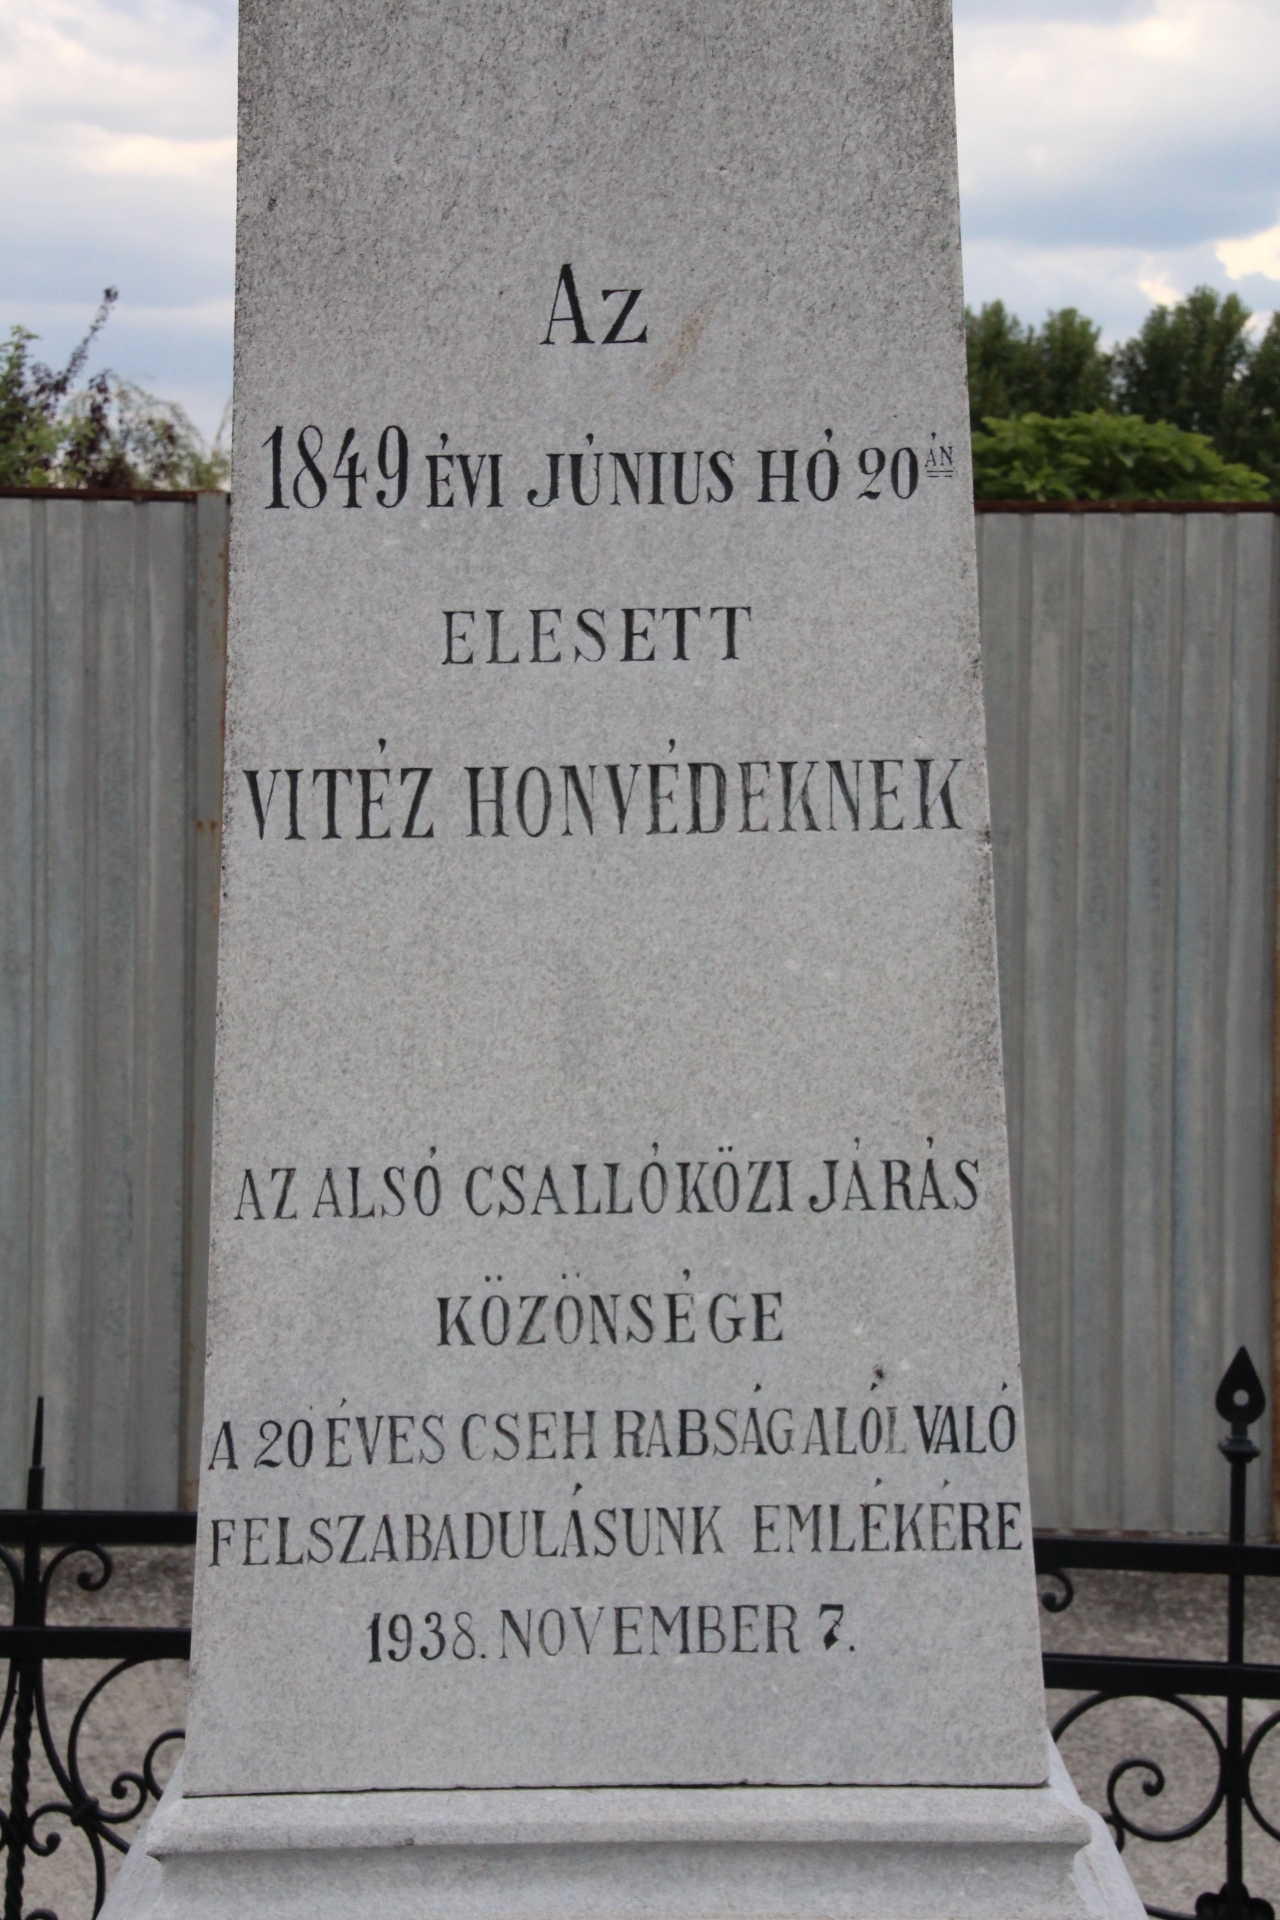 Az
1849 ÉVI JÚNIUS HÓ 20ÁN
ELESETT
VITÉZ HONVÉDEKNEK
AZ ALSÓ CSALLÓKÖZI JÁRÁS
KÖZÖNSÉGE
A 20 ÉVES CSEH RABSÁGALÓL VALÓ
FELSZABADULÁSUNK EMLÉKÉRE
1938. NOVEMBER 7.